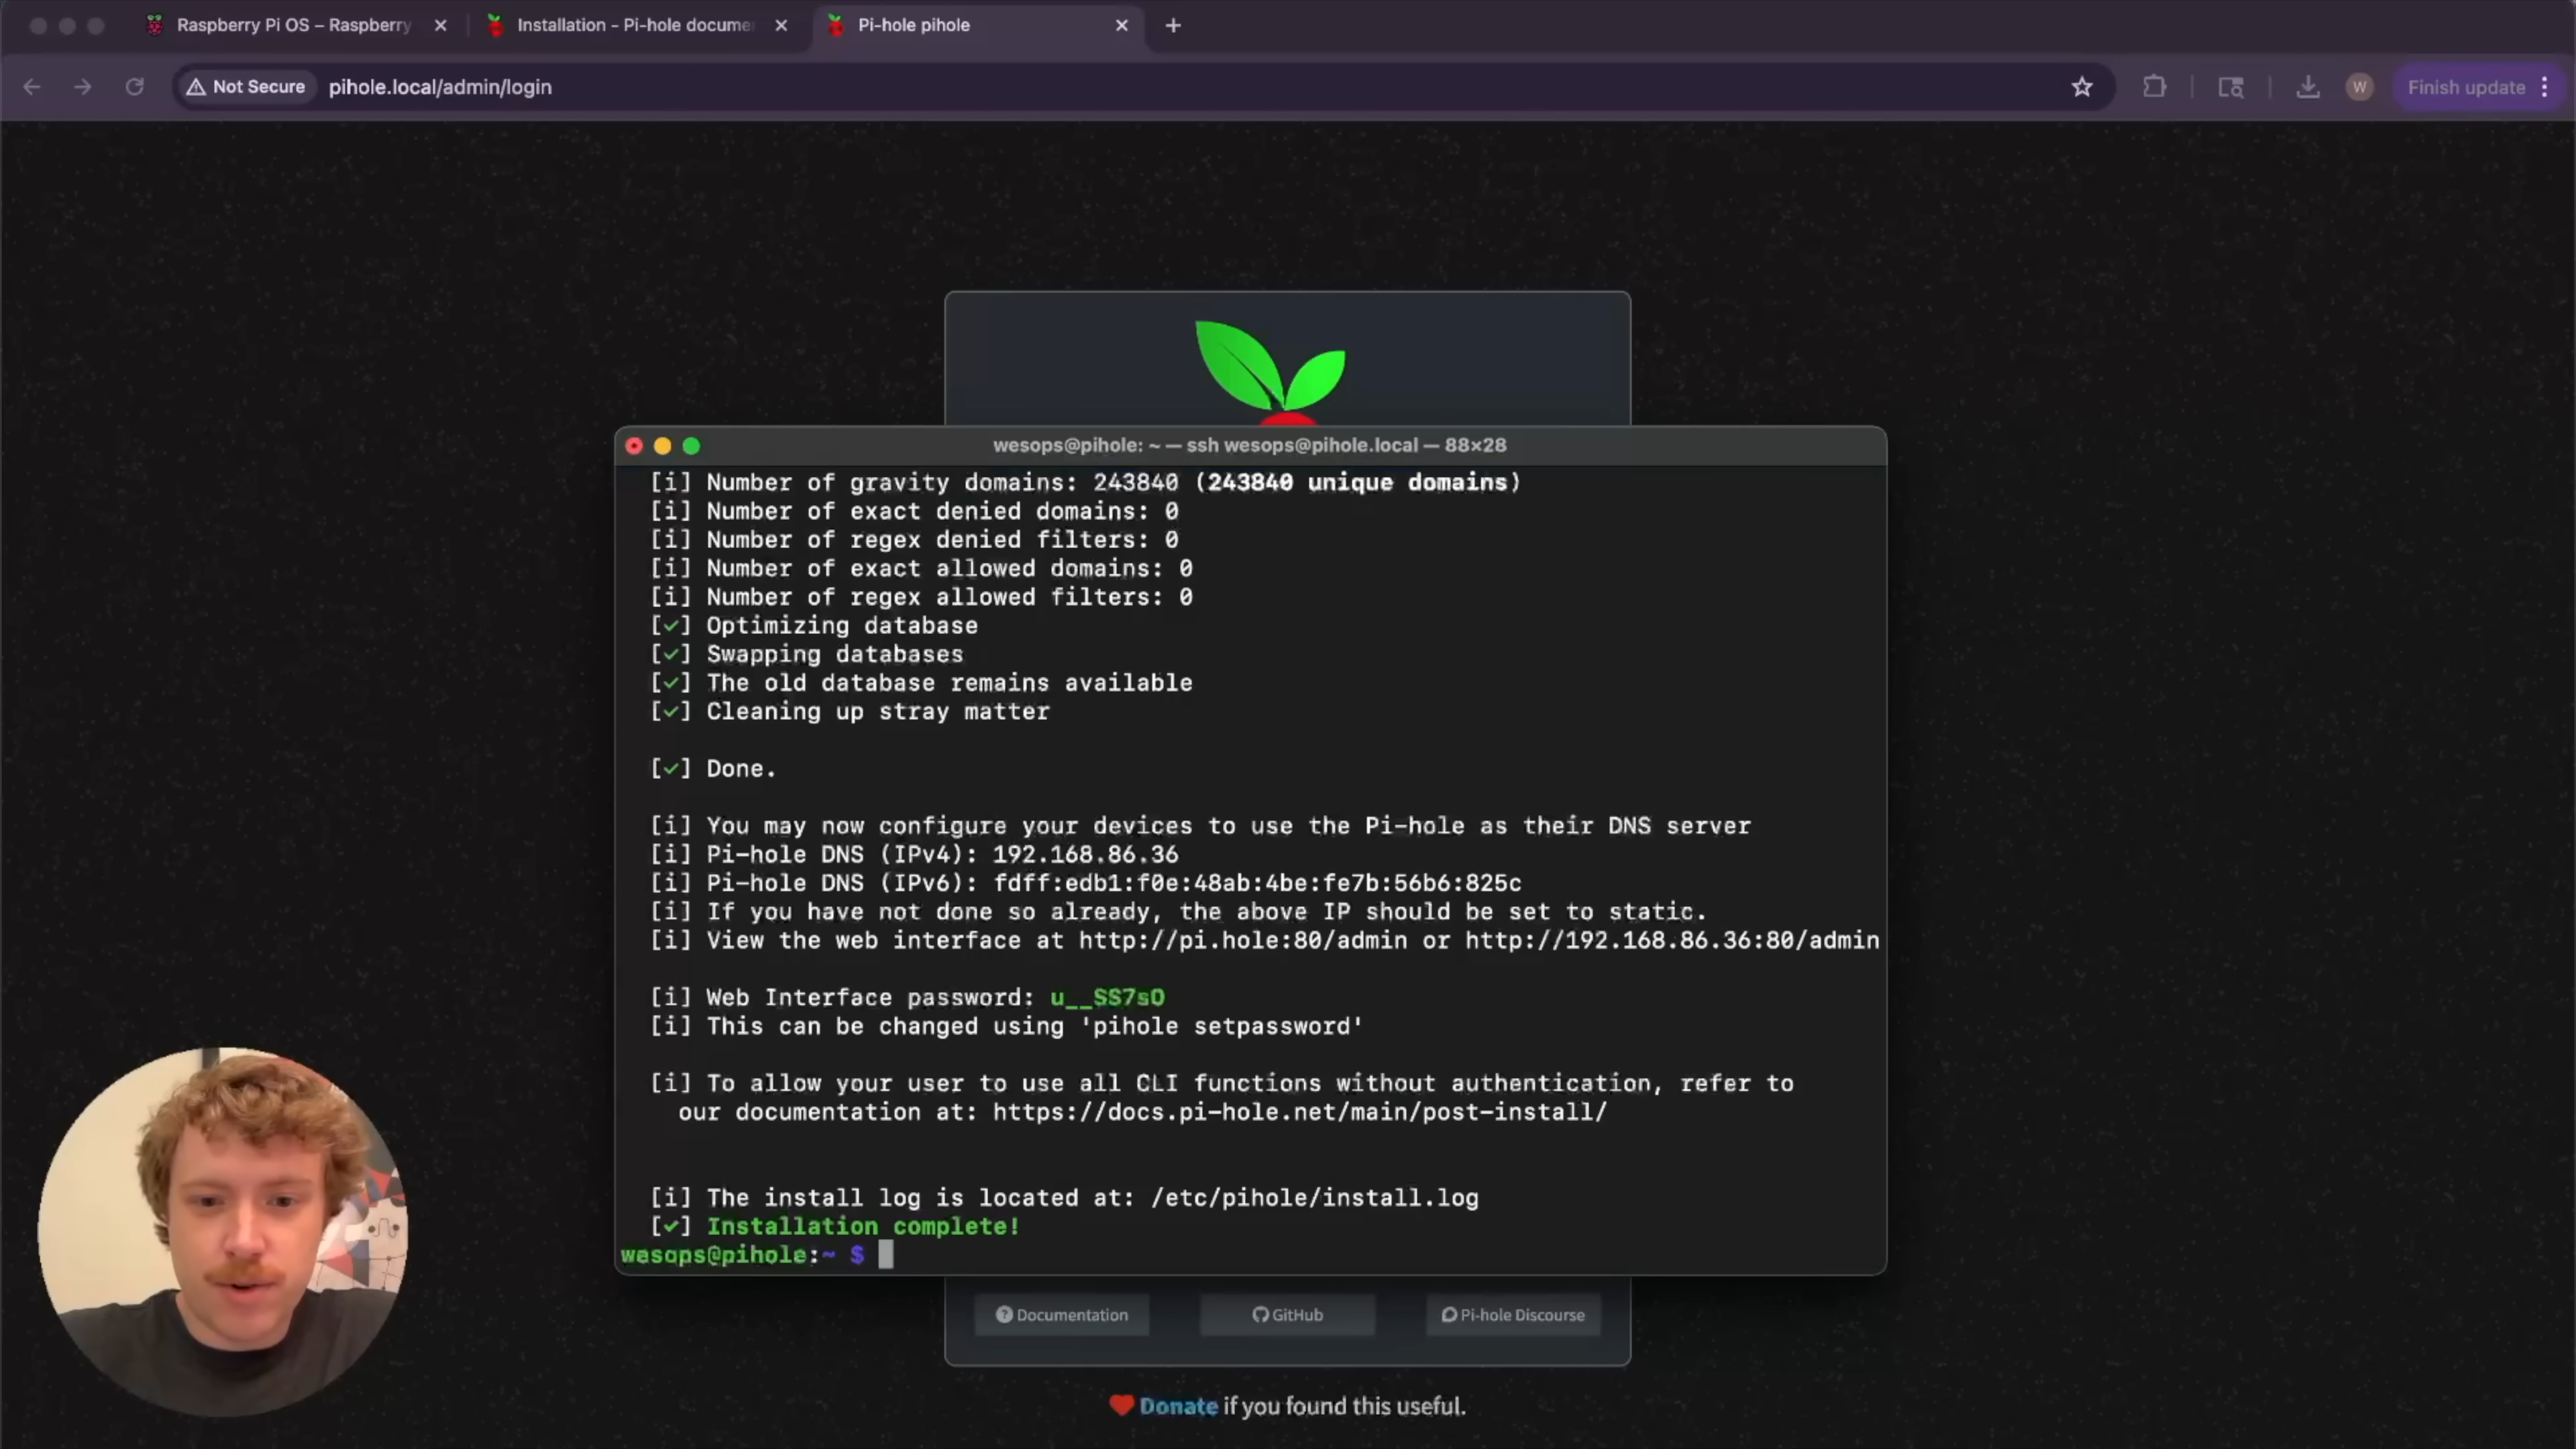 Raspberry Pi OS – Raspberry
Installation - Pi-hole docume
Pi-hole pihole
Not Secure
pihole.local/admin/login
W
Finish update
wesops@pihole: ~ — ssh wesops@pihole.local — 88×28
[i] Number of gravity domains: 243840 (243840 unique domains)
[i] Number of exact denied domains: 0
[i] Number of regex denied filters: 0
[i] Number of exact allowed domains: 0
[i] Number of regex allowed filters: 0
[✓] Optimizing database
[✓] Swapping databases
[✓] The old database remains available
[✓] Cleaning up stray matter
[✓] Done.
[i] You may now configure your devices to use the Pi-hole as their DNS server
[i] Pi-hole DNS (IPv4): 192.168.86.36
[i] Pi-hole DNS (IPv6): fdff:edb1:f0e:48ab:4be:fe7b:56b6:825c
[i] If you have not done so already, the above IP should be set to static.
[i] View the web interface at http://pi.hole:80/admin or http://192.168.86.36:80/admin
[i] Web Interface password: u__SS7sO
[i] This can be changed using 'pihole setpassword'
[i] To allow your user to use all CLI functions without authentication, refer to
our documentation at: https://docs.pi-hole.net/main/post-install/
[i] The install log is located at: /etc/pihole/install.log
[✓] Installation complete!
wesops@pihole:~ $
Documentation
GitHub
Pi-hole Discourse
Donate if you found this useful.